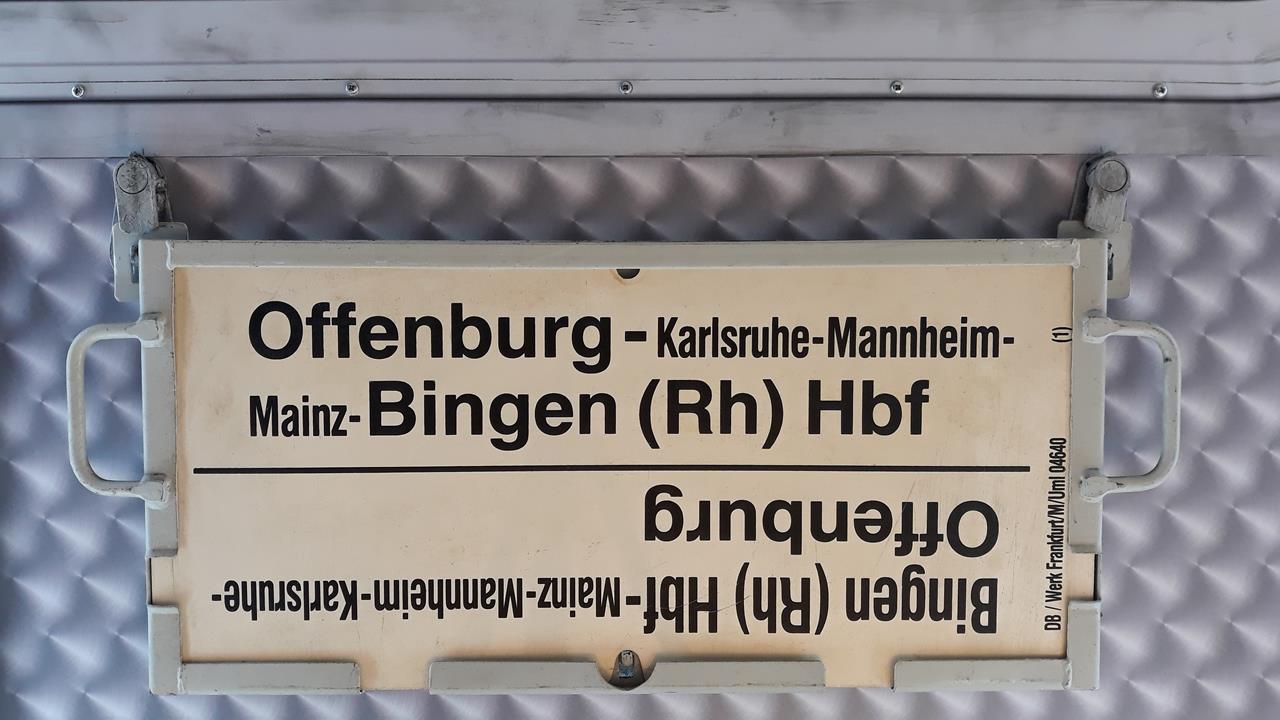 Offenburg - Karlsruhe-Mannheim-
Mainz-Bingen (Rh) Hbf
Bingen (Rh) Hbf-Mainz-Mannheim-Karlsruhe-
Offenburg
(1)
DB / Werk Frankfurt/M/Uml 04640